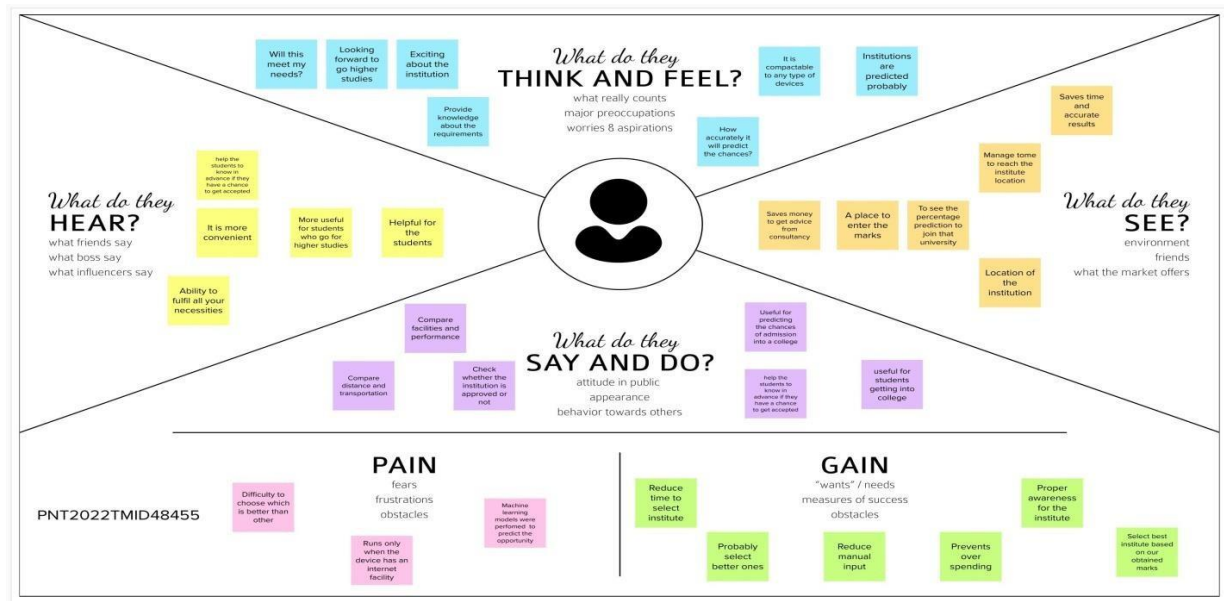 What do they
THINK AND FEEL?
what really counts
major preoccupations
worries & aspirations
Will this
meet my
needs?
Looking
forward to
go higher
studies
Exciting
about the
institution
Provide
knowledge
about the
requirements
It is
compactable
to any type of
devices
Institutions
are
predicted
probably
How
accurately it
will predict
the chances?
What do they
HEAR?
what friends say
what boss say
what influencers say
help the
students to
know in
advance if they
have a chance
to get accepted
It is more
convenient
More useful
for students
who go for
higher studies
Helpful for
the
students
Ability to
fulfil all your
necessities
What do they
SEE?
environment
friends
what the market offers
Saves time
and
accurate
results
Manage tome
to reach the
institute
location
Saves money
to get advice
from
consultancy
A place to
enter the
marks
To see the
percentage
prediction to
join that
university
Location of
the
institution
What do they
SAY AND DO?
attitude in public
appearance
behavior towards others
Compare
facilities and
performance
Compare
distance and
transportation
Check
whether the
institution is
approved or
not
Useful for
predicting
the chances
of admission
into a college
help the
students to
know in
advance if they
have a chance
to get accepted
useful for
students
getting into
college
PNT2022TMID48455
PAIN
fears
frustrations
obstacles
Difficulty to
choose which
is better than
other
Runs only
when the
device has an
internet
facility
Machine
learning
models were
perfomed to
predict the
opportunity
GAIN
"wants" / needs
measures of success
obstacles
Reduce
time to
select
institute
Probably
select
better ones
Reduce
manual
input
Prevents
over
spending
Proper
awareness
for the
institute
Select best
institute based
on our
obtained
marks